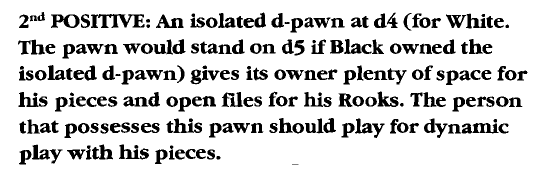 2nd POSITIVE: An isolated d-pawn at d4 (for White.
The pawn would stand on d5 if Black owned the
isolated d-pawn) gives its owner plenty of space for
his pieces and open files for his Rooks. The person
that possesses this pawn should play for dynamic
play with his pieces.